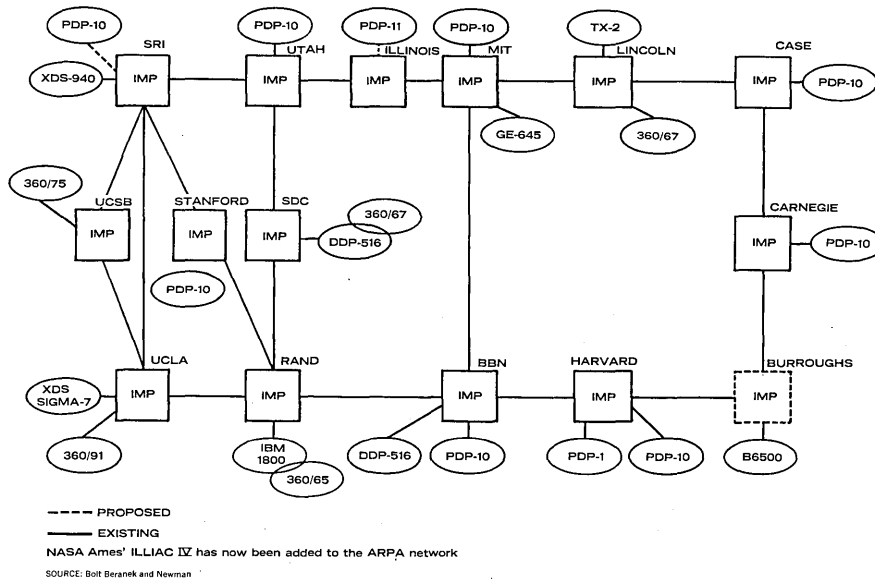 PDP-10
PDP-10
PDP-11
PDP-10
TX-2
SRI
UTAH
ILLINOIS
MIT
LINCOLN
CASE
XDS-940
IMP
IMP
IMP
IMP
IMP
IMP
PDP-10
GE-645
360/67
360/75
UCSB
STANFORD
SDC
360/67
CARNEGIE
IMP
IMP
IMP
DDP-516
IMP
PDP-10
PDP-10
UCLA
RAND
BBN
HARVARD
BURROUGHS
XDS
SIGMA-7
IMP
IMP
IMP
IMP
IMP
360/91
IBM
1800
360/65
DDP-516
PDP-10
PDP-1
PDP-10
B6500
PROPOSED
EXISTING
NASA Ames' ILLIAC IV has now been added to the ARPA network
SOURCE: Bolt Beranek and Newman